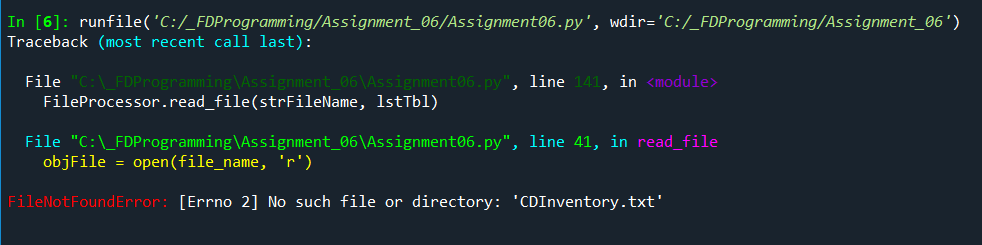 In [6]: runfile('C:/_FDProgramming/Assignment_06/Assignment06.py', wdir='C:/_FDProgramming/Assignment_06')
Traceback (most recent call last):
File "C:\_FDProgramming\Assignment_06\Assignment06.py", line 141, in <module>
FileProcessor.read_file(strFileName, lstTbl)
File "C:\_FDProgramming\Assignment_06\Assignment06.py", line 41, in read_file
objFile = open(file_name, 'r')
FileNotFoundError: [Errno 2] No such file or directory: 'CDInventory.txt'